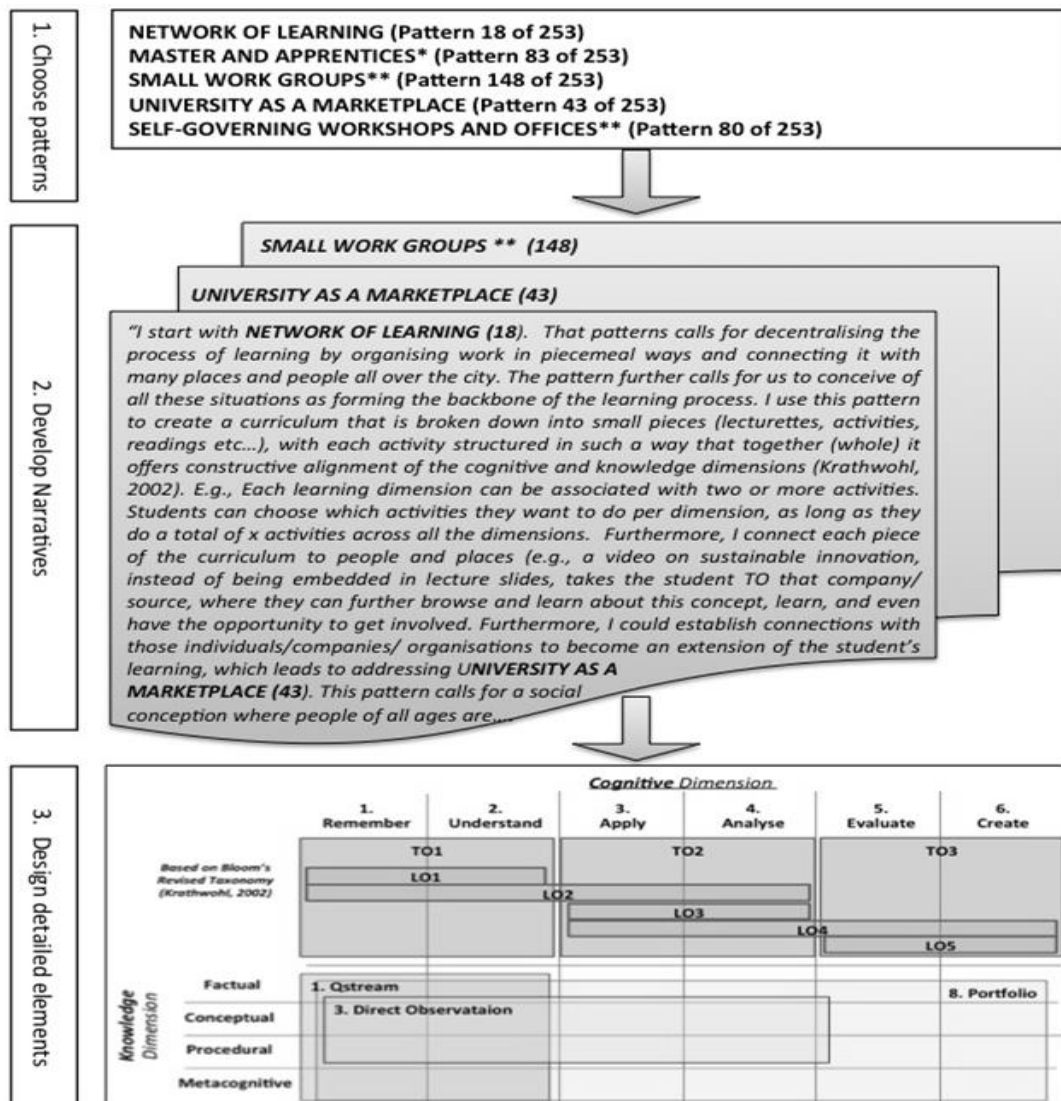 1. Choose patterns
NETWORK OF LEARNING (Pattern 18 of 253)
MASTER AND APPRENTICES* (Pattern 83 of 253)
SMALL WORK GROUPS** (Pattern 148 of 253)
UNIVERSITY AS A MARKETPLACE (Pattern 43 of 253)
SELF-GOVERNING WORKSHOPS AND OFFICES** (Pattern 80 of 253)
2. Develop Narratives
SMALL WORK GROUPS ** (148)
UNIVERSITY AS A MARKETPLACE (43)
“I start with NETWORK OF LEARNING (18). That patterns calls for decentralising the
process of learning by organising work in piecemeal ways and connecting it with
many places and people all over the city. The pattern further calls for us to conceive of
all these situations as forming the backbone of the learning process. I use this pattern
to create a curriculum that is broken down into small pieces (lecturettes, activities,
readings etc...), with each activity structured in such a way that together (whole) it
offers constructive alignment of the cognitive and knowledge dimensions (Krathwohl,
2002). E.g., Each learning dimension can be associated with two or more activities.
Students can choose which activities they want to do per dimension, as long as they
do a total of x activities across all the dimensions. Furthermore, I connect each piece
of the curriculum to people and places (e.g., a video on sustainable innovation,
instead of being embedded in lecture slides, takes the student TO that company/
source, where they can further browse and learn about this concept, learn, and even
have the opportunity to get involved. Furthermore, I could establish connections with
those individuals/companies/ organisations to become an extension of the student’s
learning, which leads to addressing UNIVERSITY AS A
MARKETPLACE (43). This pattern calls for a social
conception where people of all ages are....
3. Design detailed elements
Cognitive Dimension
1. Remember
2. Understand
3. Apply
4. Analyse
5. Evaluate
6. Create
Based on Bloom's
Revised Taxonomy
(Krathwohl, 2002)
TO1
TO2
TO3
LO1
LO2
LO3
LO4
LO5
Knowledge
Dimension
Factual
Conceptual
Procedural
Metacognitive
1. Qstream
3. Direct Observataion
8. Portfolio